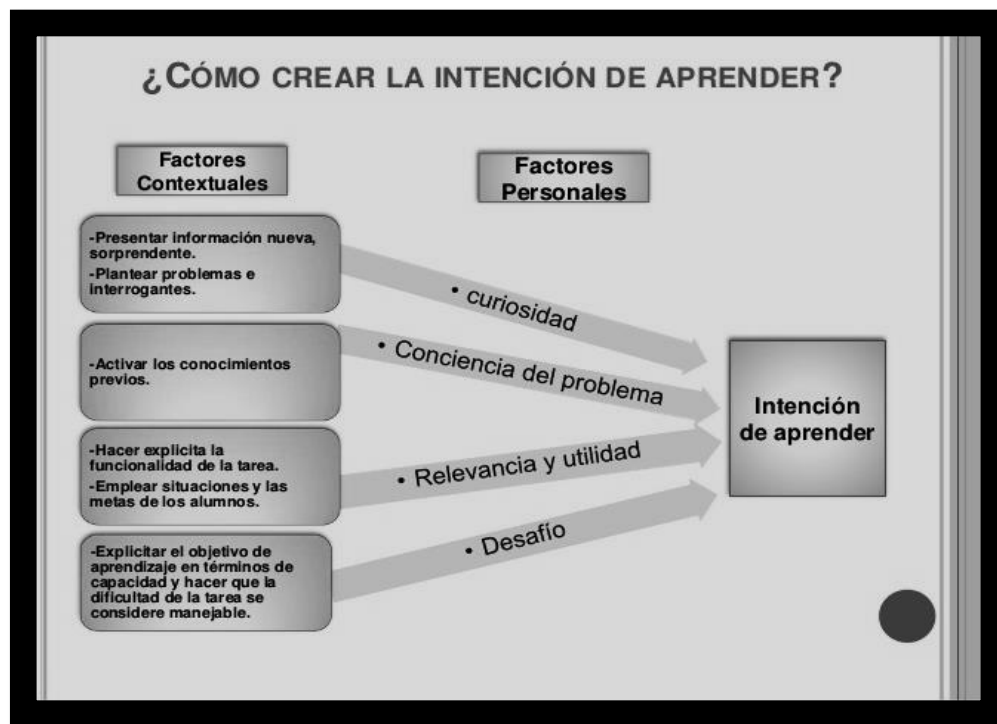 ¿CÓMO CREAR LA INTENCIÓN DE APRENDER?
Factores
Contextuales
Factores
Personales
-Presentar información nueva,
sorprendente.
-Plantear problemas e
interrogantes.
• curiosidad
-Activar los conocimientos
previos.
• Conciencia del problema
-Hacer explicita la
funcionalidad de la tarea.
-Emplear situaciones y las
metas de los alumnos.
• Relevancia y utilidad
-Explicitar el objetivo de
aprendizaje en términos de
capacidad y hacer que la
dificultad de la tarea se
considere manejable.
• Desafío
Intención
de aprender